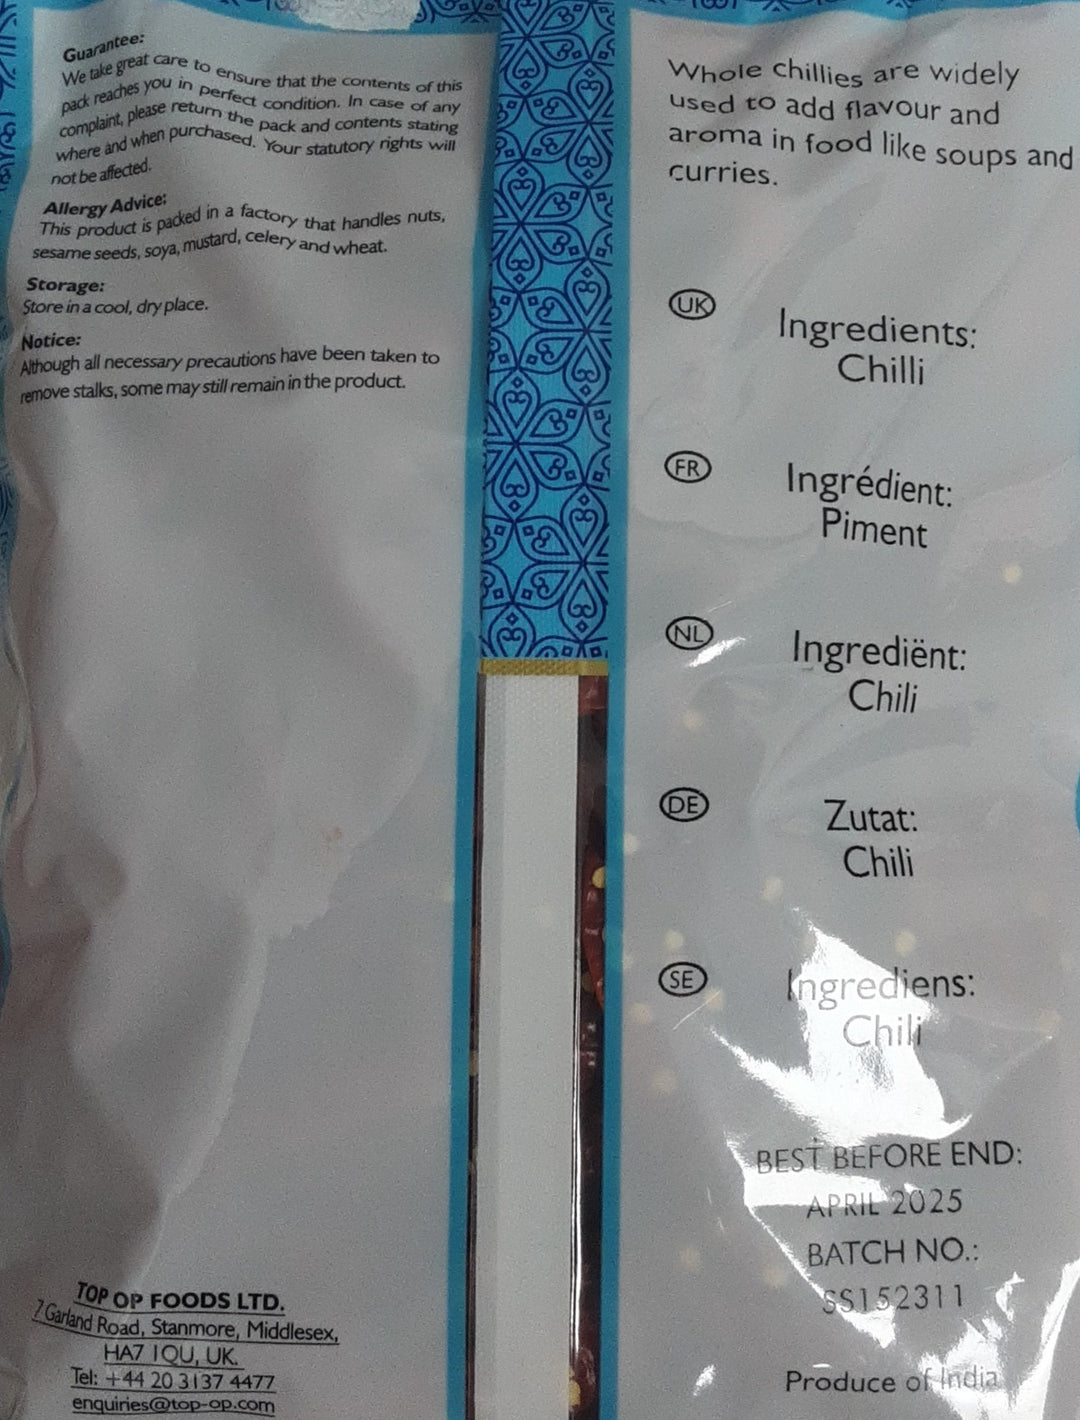 Guarantee:
We take great care to ensure that the contents of this
pack reaches you in perfect condition. In case of any
complaint, please return the pack and contents stating
where and when purchased. Your statutory rights will
not be affected.
Allergy Advice:
This product is packed in a factory that handles nuts,
sesame seeds, soya, mustard, celery and wheat.
Storage:
Store in a cool, dry place.
Notice:
Although all necessary precautions have been taken to
remove stalks, some may still remain in the product.
TOP OP FOODS LTD.
7 Garland Road, Stanmore, Middlesex,
HA7 1QU, UK.
Tel: +44 20 3137 4477
enquiries@top-op.com
Whole chillies are widely
used to add flavour and
aroma in food like soups and
curries.
UK
Ingredients:
Chilli
FR
Ingrédient:
Piment
NL
Ingrediënt:
Chili
DE
Zutat:
Chili
SE
Ingrediens:
Chili
BEST BEFORE END:
APRIL 2025
BATCH NO.:
SS152311
Produce of India